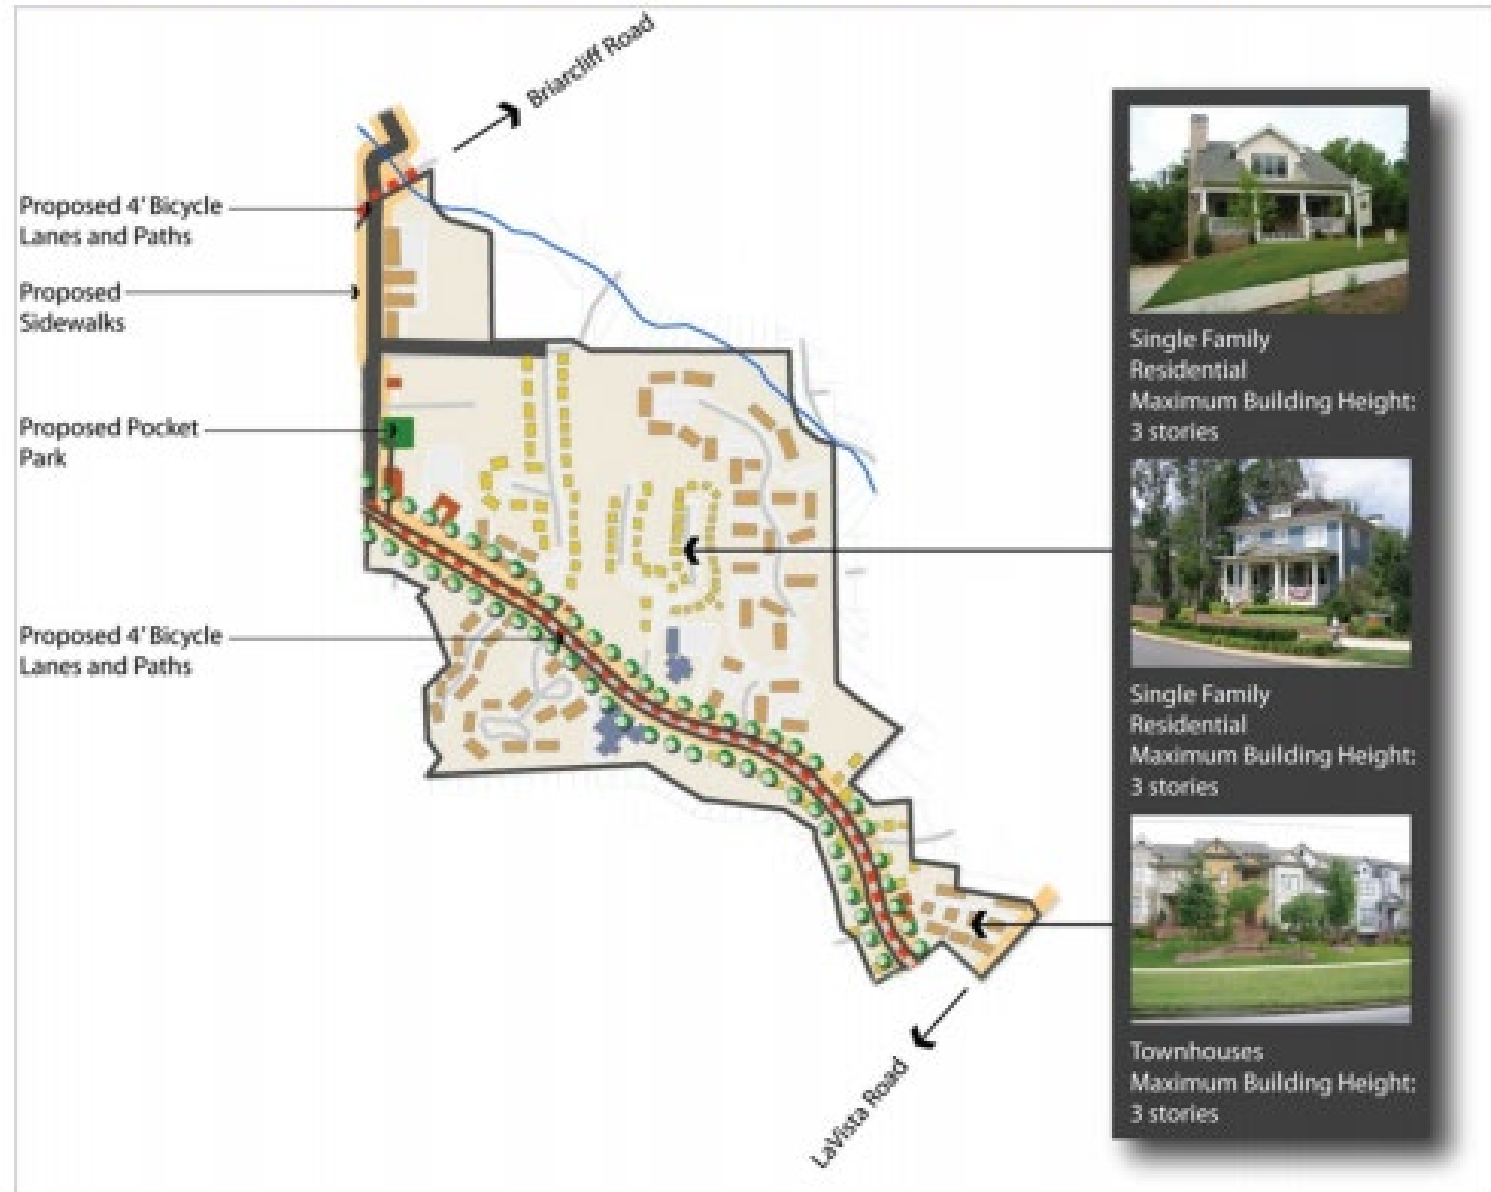 Briarcliff Road
Proposed 4' Bicycle
Lanes and Paths
Proposed
Sidewalks
Proposed Pocket
Park
Proposed 4' Bicycle
Lanes and Paths
LaVista Road
Single Family
Residential
Maximum Building Height:
3 stories
Single Family
Residential
Maximum Building Height:
3 stories
Townhouses
Maximum Building Height:
3 stories